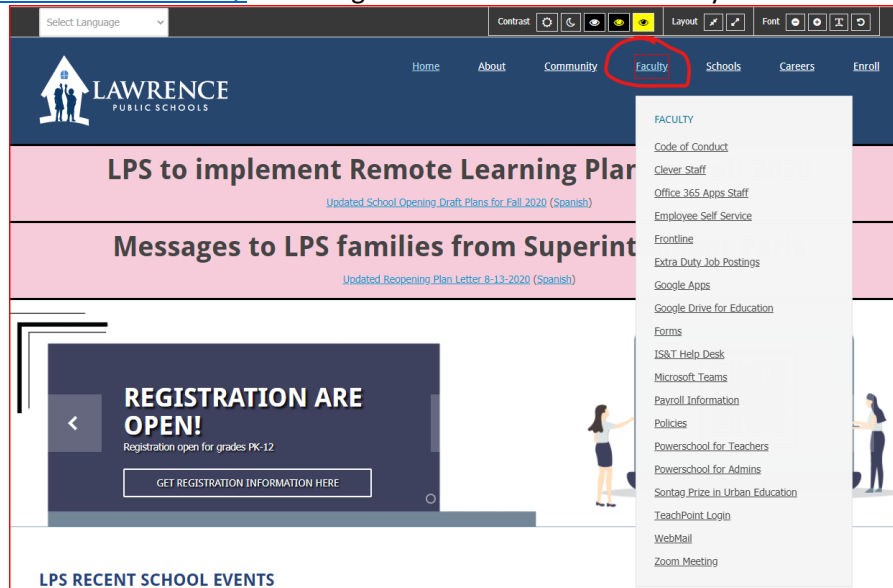 Select Language
Contrast
Layout
Font
T
LAWRENCE
PUBLIC SCHOOLS
Home About Community Faculty Schools Careers Enroll
FACULTY
Code of Conduct
Clever Staff
Office 365 Apps Staff
Employee Self Service
Frontline
Extra Duty Job Postings
Google Apps
Google Drive for Education
Forms
IS&T Help Desk
Microsoft Teams
Payroll Information
Policies
Powerschool for Teachers
Powerschool for Admins
Sontag Prize in Urban Education
TeachPoint Login
WebMail
Zoom Meeting
LPS to implement Remote Learning
Updated School Opening Draft Plans for Fall 2020 (Spanish)
Messages to LPS families from
Updated Reopening Plan Letter 8-13-2020 (Spanish)
REGISTRATION ARE
OPEN!
Registration open for grades PK-12
GET REGISTRATION INFORMATION HERE
LPS RECENT SCHOOL EVENTS